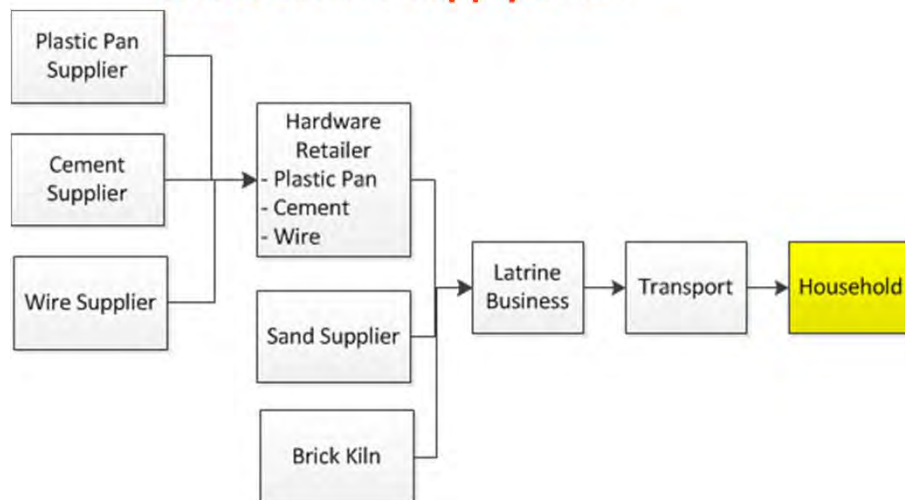 Plastic Pan
Supplier
Cement
Supplier
Wire Supplier
Hardware
Retailer
- Plastic Pan
- Cement
- Wire
Sand Supplier
Brick Kiln
Latrine
Business
Transport
Household